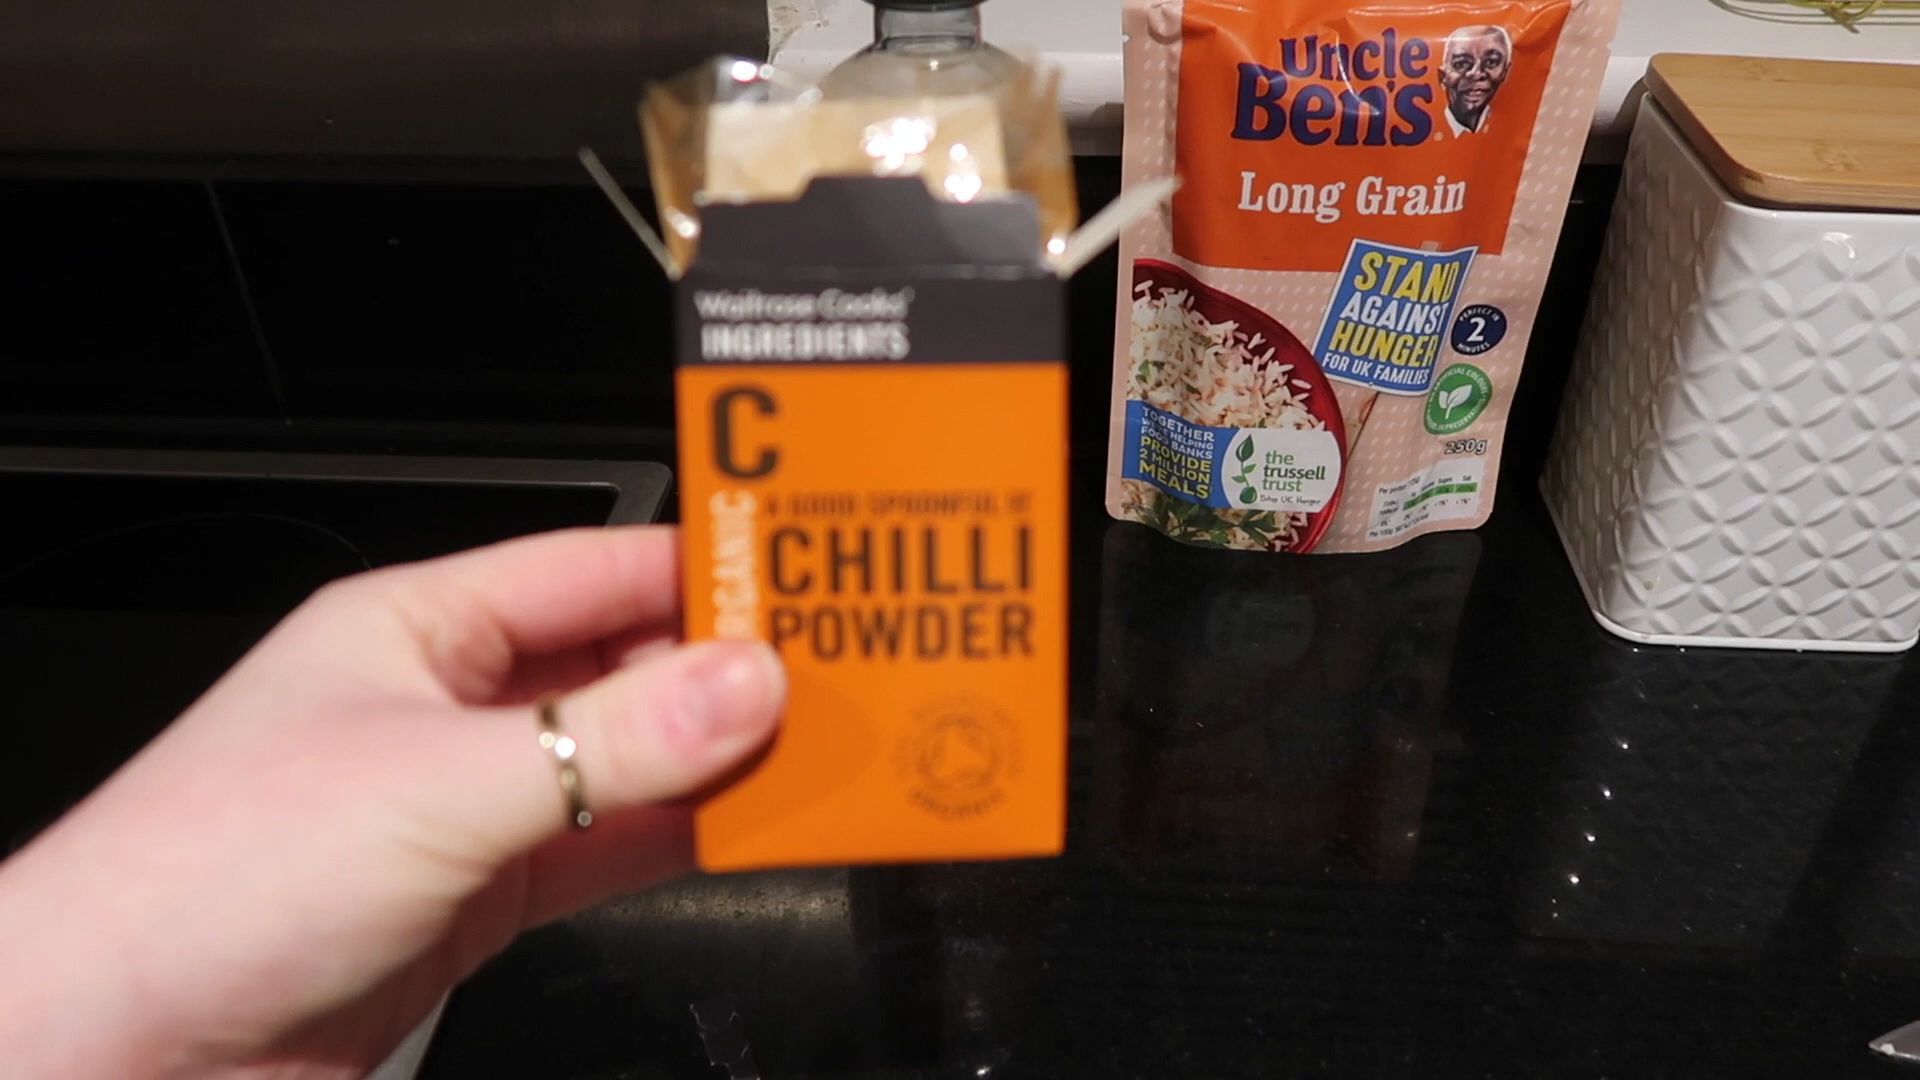 Waitrose Cooks'
INGREDIENTS
C
ORGANIC
A GOOD SPOONFUL OF
CHILLI
POWDER
ORGANIC
Uncle
Ben's
Long Grain
STAND
AGAINST
HUNGER
FOR UK FAMILIES
PERFECT IN
2
MINUTES
TOGETHER
WE'RE HELPING
FOOD BANKS
PROVIDE
2 MILLION
MEALS
the
trussell
trust
Stop UK Hunger
250g